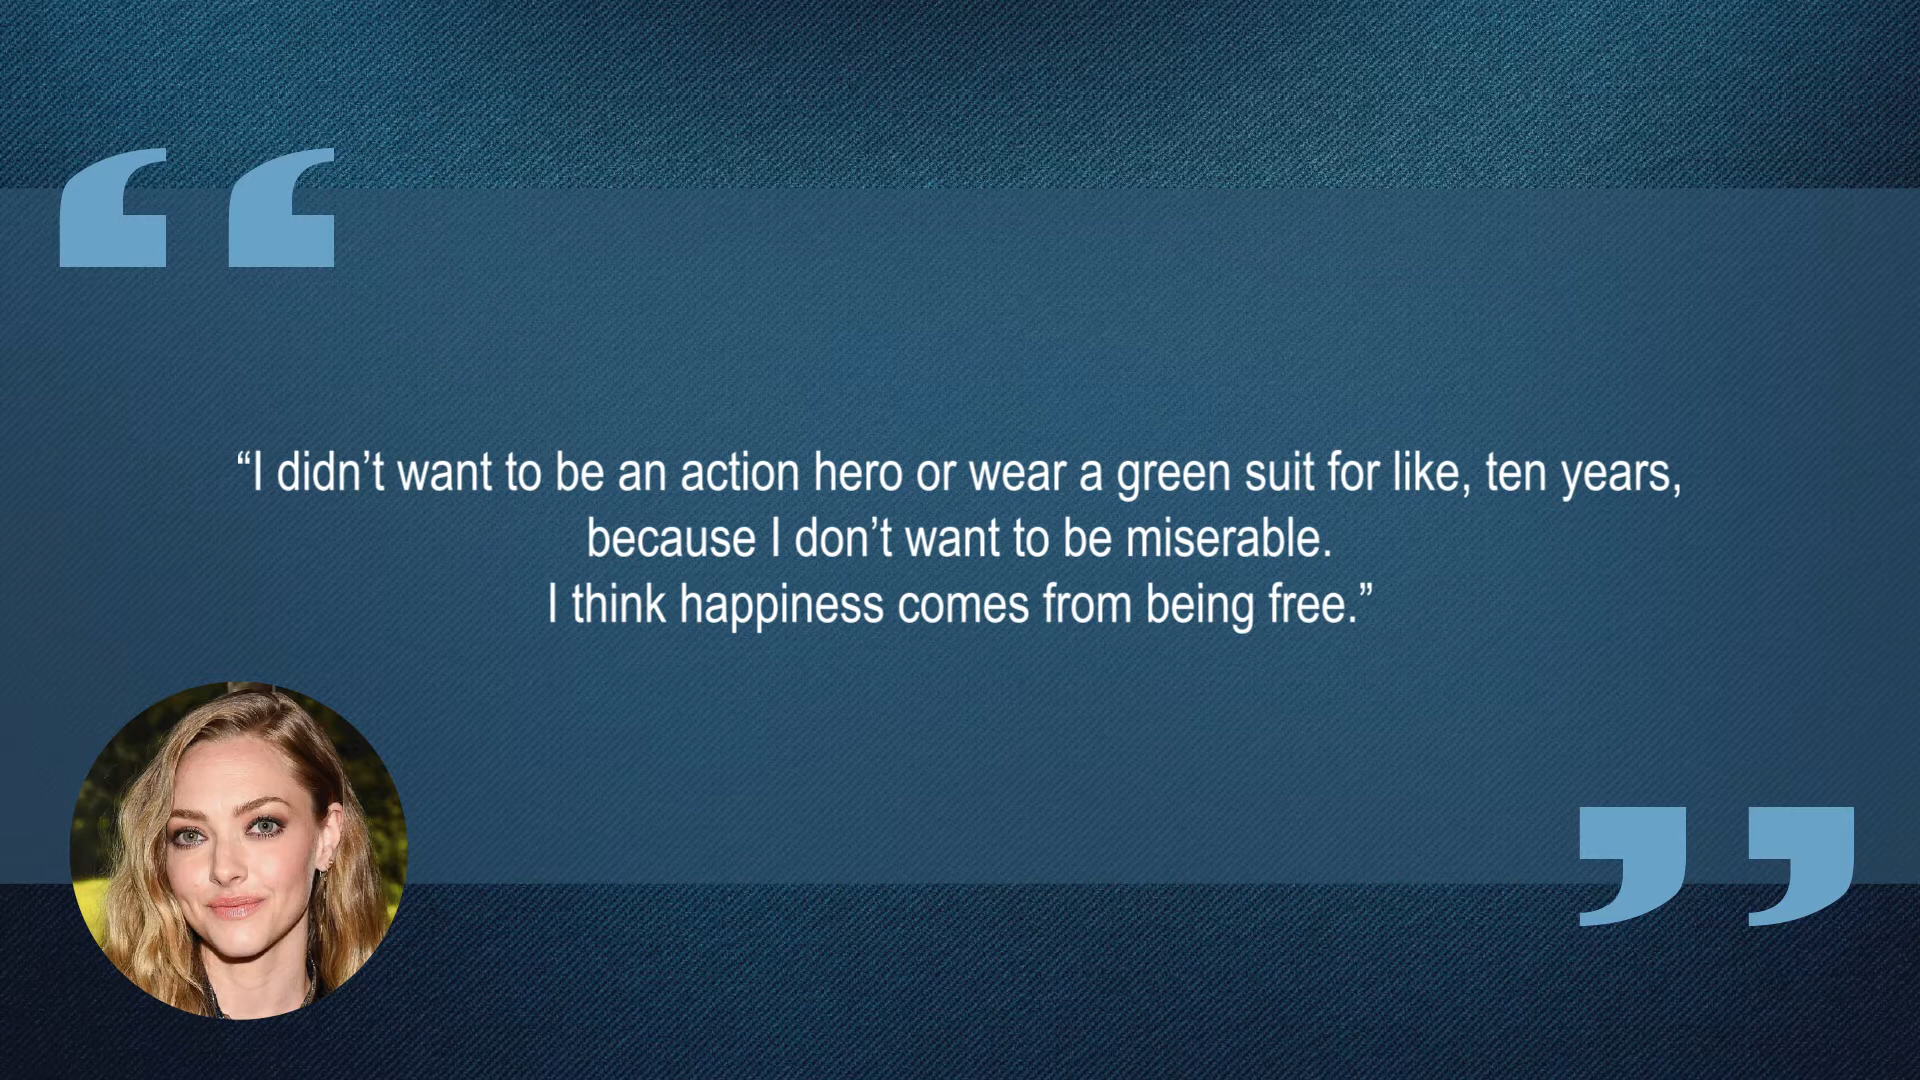 “I didn’t want to be an action hero or wear a green suit for like, ten years,
because I don’t want to be miserable.
I think happiness comes from being free.”